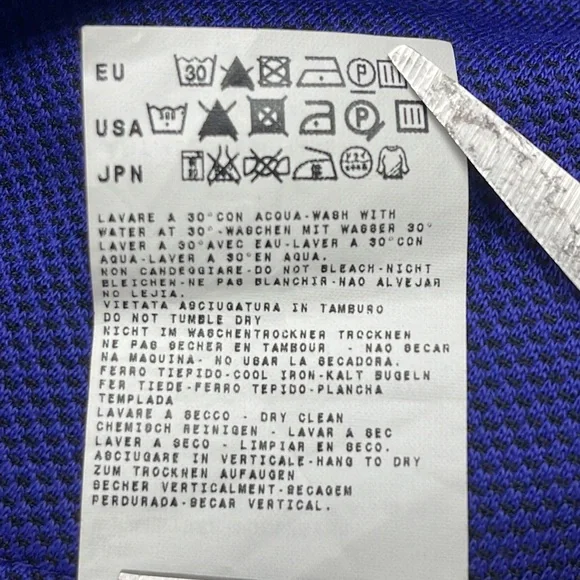 EU 30 P
USA P
JPN
LAVARE A 30°CON ACQUA-WASH WITH
WATER AT 30°-WASCHEN MIT WASSER 30°
LAVER A 30°AVEC EAU-LAVER A 30°CON
AQUA-LAVER A 30°EN AQUA.
NON CANDEGGIARE-DO NOT BLEACH-NICHT
BLEICHEN-NE PAS BLANCHIR-NAO ALVEJAR
NO LEJIA.
VIETATA ASCIUGATURA IN TAMBURO
DO NOT TUMBLE DRY
NICHT IM WASCHENTROCKNER TROCKNEN
NE PAS SECHER EN TAMBOUR - NAO SECAR
NA MAQUINA- NO USAR LA SECADORA.
FERRO TIEPIDO-COOL IRON-KALT BUGELN
FER TIEDE-FERRO TEPIDO-PLANCHA
TEMPLADA
LAVARE A SECCO - DRY CLEAN
CHEMISCH REINIGEN - LAVAR A SEC
LAVER A SECO - LIMPIAR EN SECO.
ASCIUGARE IN VERTICALE-HANG TO DRY
ZUM TROCKNEN AUFAUGEN
SECHER VERTICALMENT-SECAGEM
PERDURADA-SECAR VERTICAL.